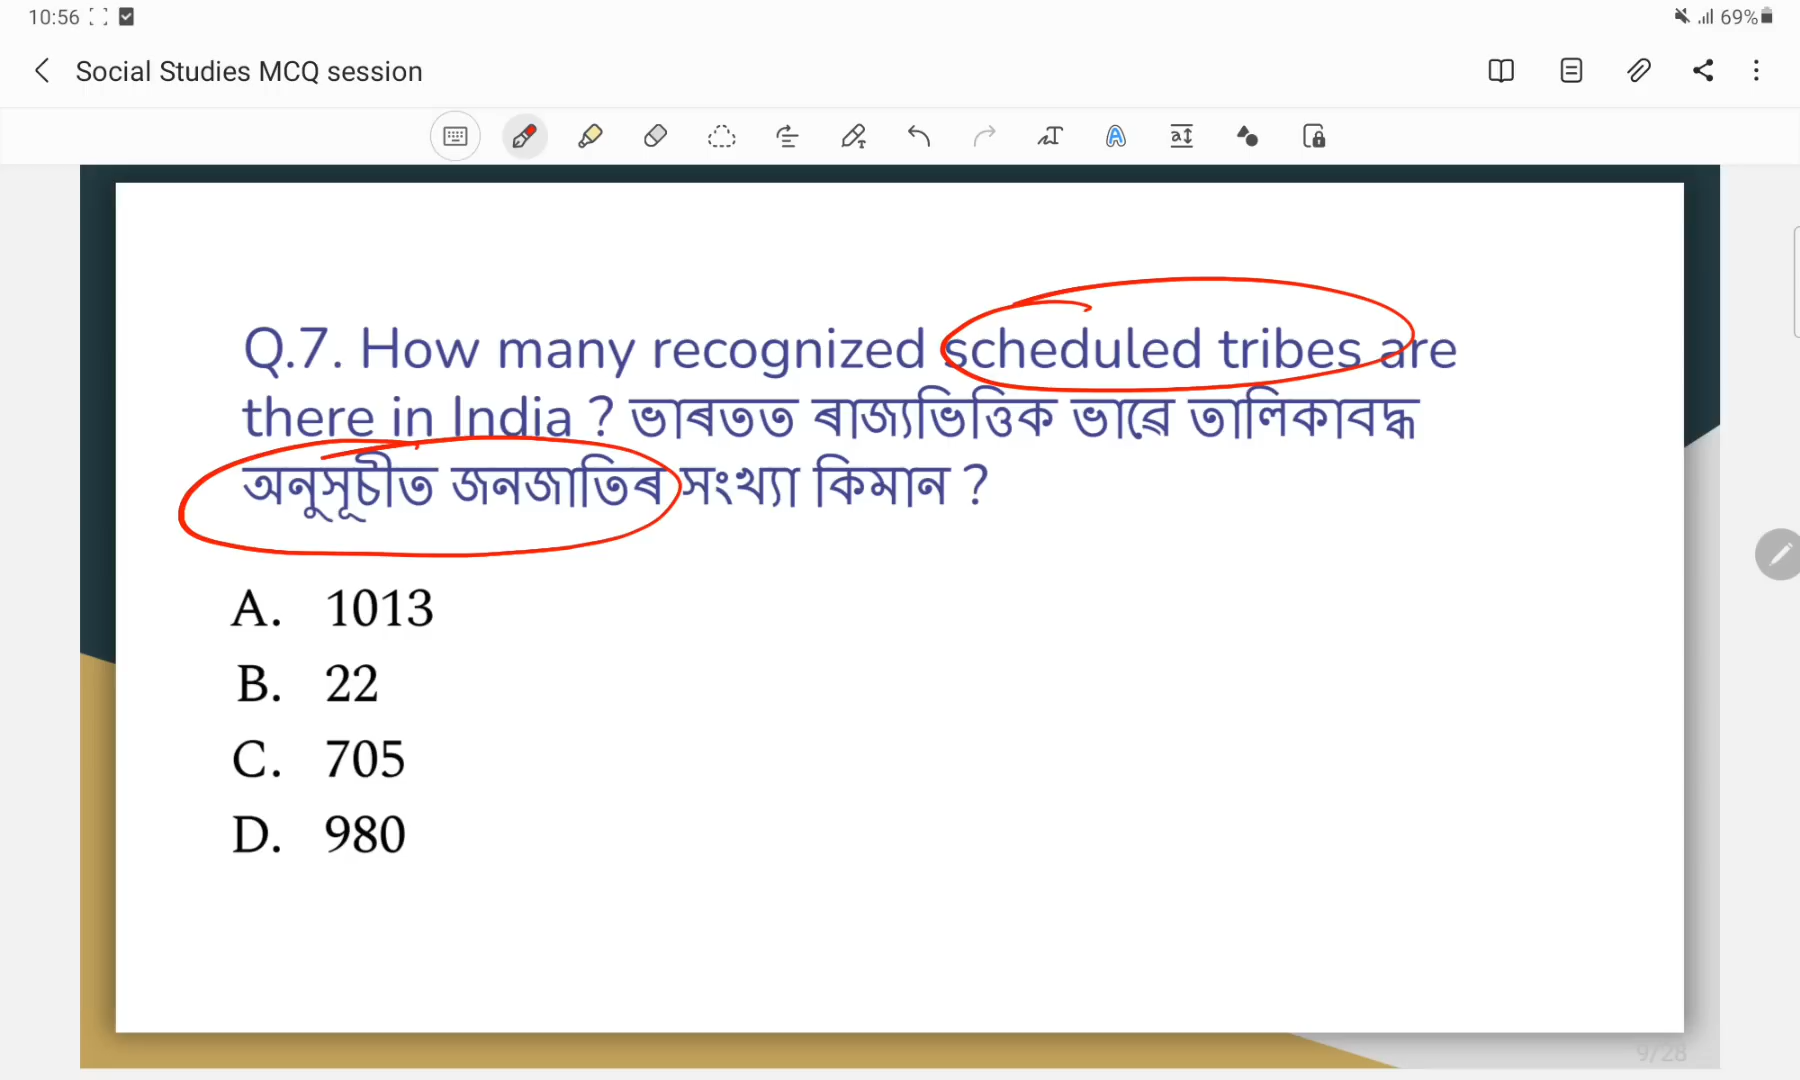 10:56
69%
Social Studies MCQ session
Q.7. How many recognized scheduled tribes are
there in India ? ভাৰতত ৰাজ্যভিত্তিক ভাৱে তালিকাবদ্ধ
অনুসূচীত জনজাতিৰ সংখ্যা কিমান ?
A. 1013
B. 22
C. 705
D. 980
9/28